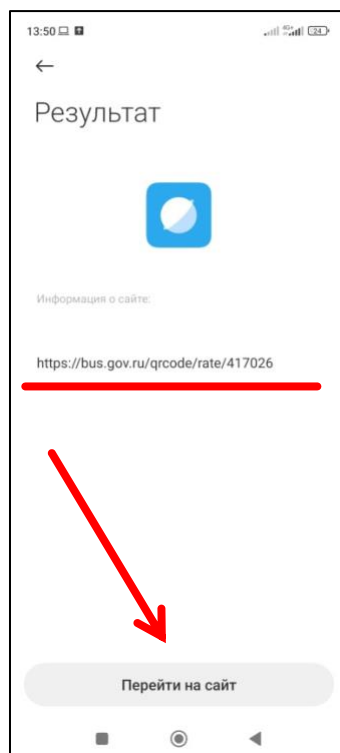 13:50
24
Результат
Информация о сайте:
https://bus.gov.ru/qrcode/rate/417026
Перейти на сайт